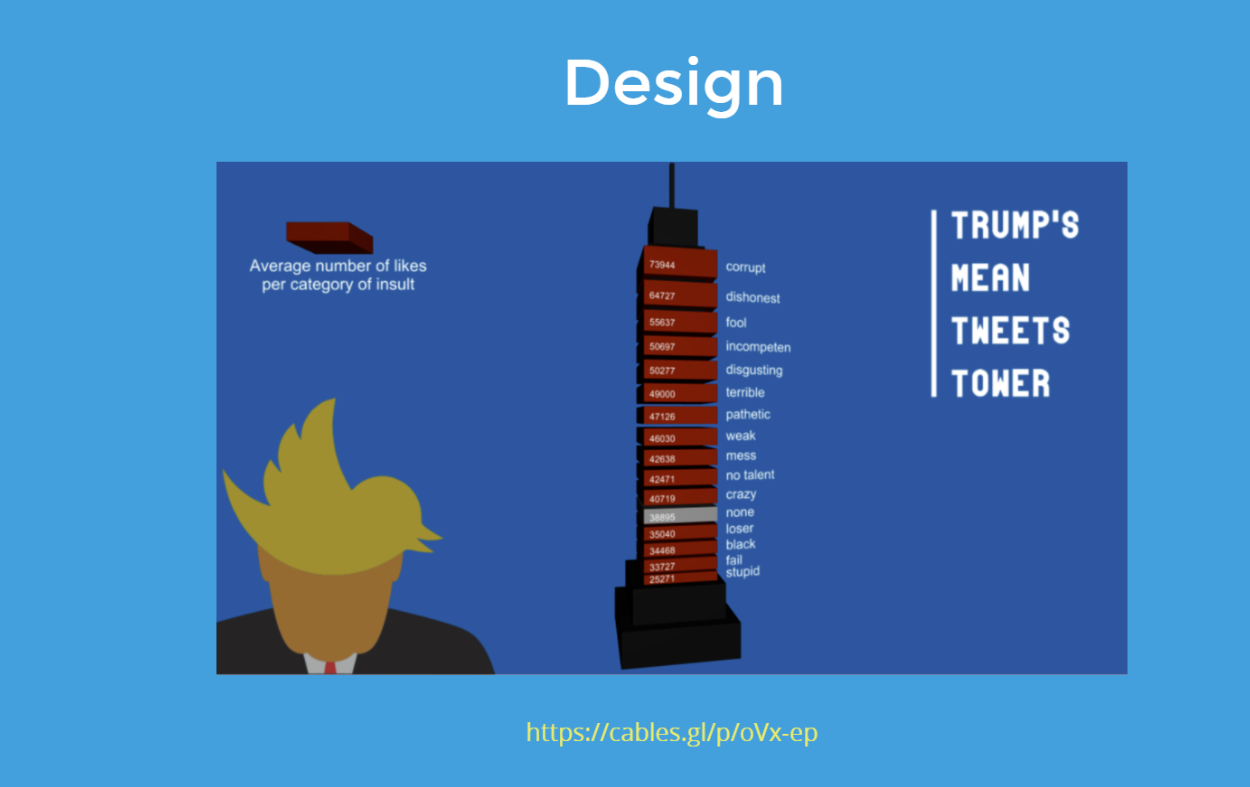 Design
Average number of likes
per category of insult
TRUMP'S
MEAN
TWEETS
TOWER
73944 corrupt
64727 dishonest
55637 fool
50697 incompeten
50277 disgusting
49000 terrible
47126 pathetic
46030 weak
42638 mess
42471 no talent
40719 crazy
38895 none
35040 loser
34468 black
33727 fail
25271 stupid
https://cables.gl/p/oVx-ep